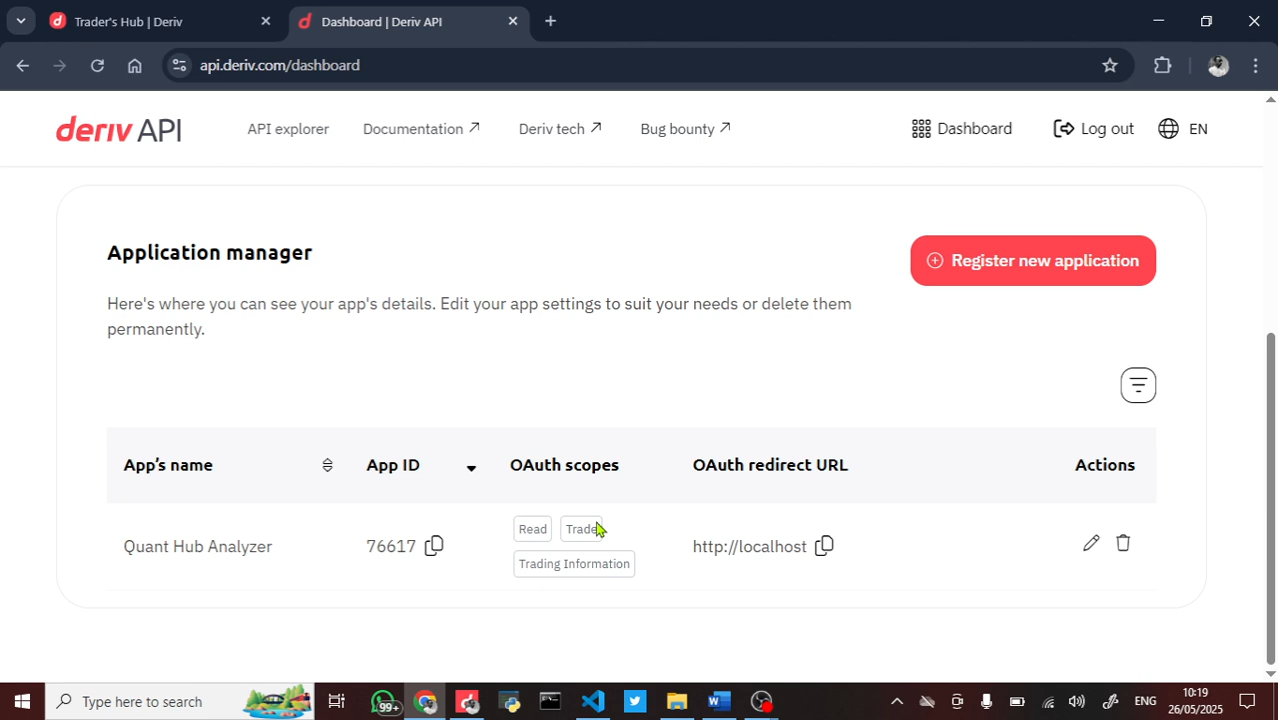 Trader's Hub | Deriv
Dashboard | Deriv API
api.deriv.com/dashboard
deriv API
API explorer
Documentation
Deriv tech
Bug bounty
Dashboard
Log out
EN
Application manager
Register new application
Here's where you can see your app's details. Edit your app settings to suit your needs or delete them
permanently.
App's name
App ID
OAuth scopes
OAuth redirect URL
Actions
Quant Hub Analyzer
76617
Read
Trade
Trading Information
http://localhost
Type here to search
99+
ENG
10:19
26/05/2025